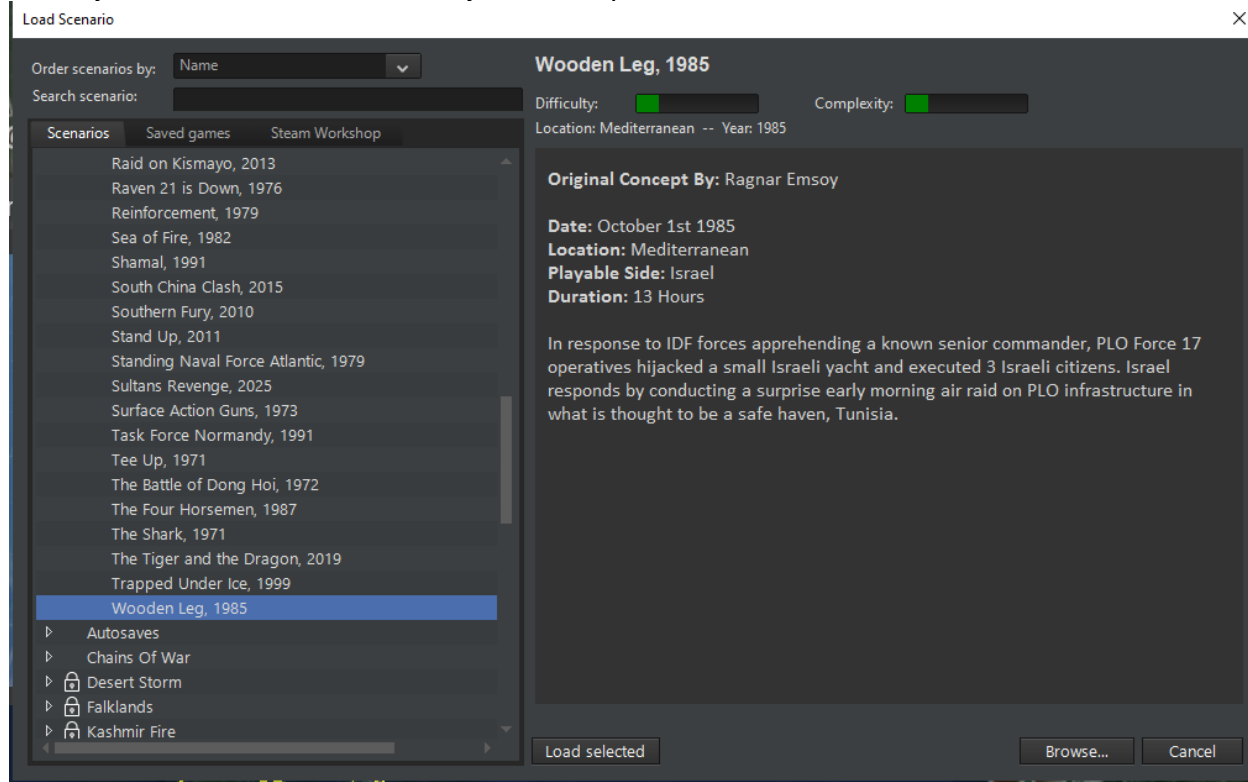 Load Scenario
Order scenarios by:
Name
Search scenario:
Scenarios
Saved games
Steam Workshop
Raid on Kismayo, 2013
Raven 21 is Down, 1976
Reinforcement, 1979
Sea of Fire, 1982
Shamal, 1991
South China Clash, 2015
Southern Fury, 2010
Stand Up, 2011
Standing Naval Force Atlantic, 1979
Sultans Revenge, 2025
Surface Action Guns, 1973
Task Force Normandy, 1991
Tee Up, 1971
The Battle of Dong Hoi, 1972
The Four Horsemen, 1987
The Shark, 1971
The Tiger and the Dragon, 2019
Trapped Under Ice, 1999
Wooden Leg, 1985
Autosaves
Chains Of War
Desert Storm
Falklands
Kashmir Fire
Wooden Leg, 1985
Difficulty:
Complexity:
Location: Mediterranean -- Year: 1985
Original Concept By: Ragnar Emsoy
Date: October 1st 1985
Location: Mediterranean
Playable Side: Israel
Duration: 13 Hours
In response to IDF forces apprehending a known senior commander, PLO Force 17
operatives hijacked a small Israeli yacht and executed 3 Israeli citizens. Israel
responds by conducting a surprise early morning air raid on PLO infrastructure in
what is thought to be a safe haven, Tunisia.
Load selected
Browse...
Cancel